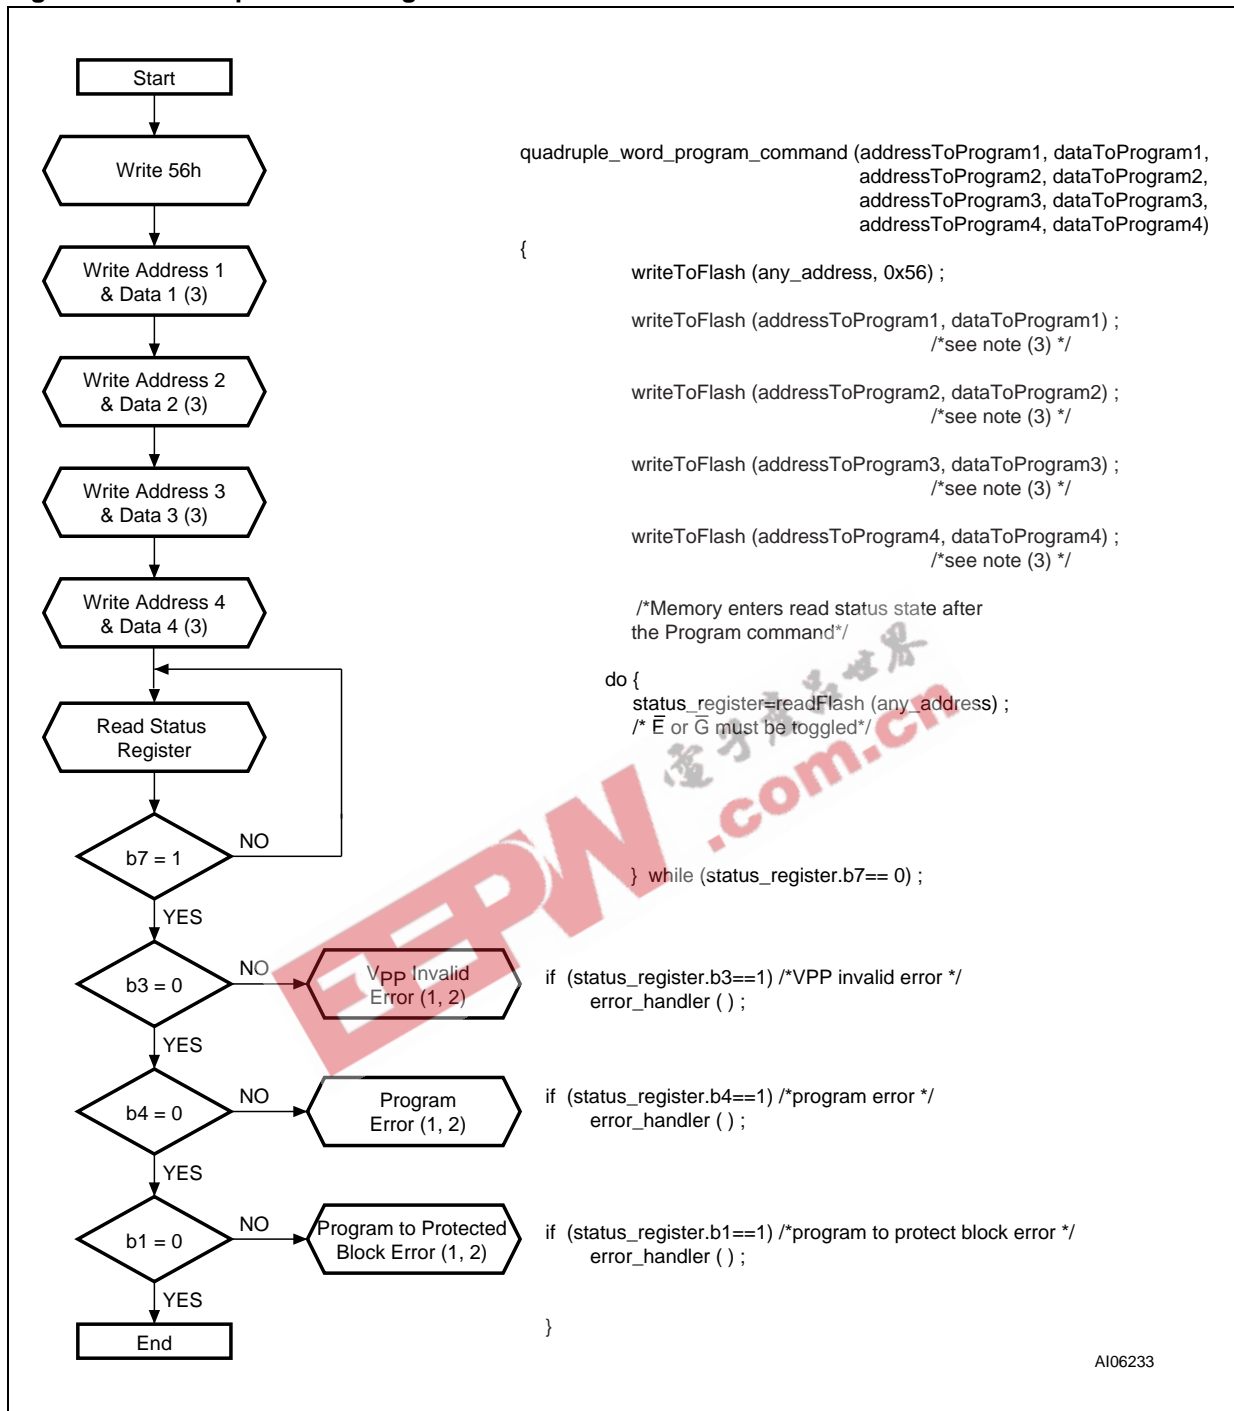 Start
Write 56h
Write Address 1
& Data 1 (3)
Write Address 2
& Data 2 (3)
Write Address 3
& Data 3 (3)
Write Address 4
& Data 4 (3)
Read Status
Register
b7 = 1
NO
YES
b3 = 0
NO
VPP Invalid
Error (1, 2)
YES
b4 = 0
NO
Program
Error (1, 2)
YES
b1 = 0
NO
Program to Protected
Block Error (1, 2)
YES
End
quadruple_word_program_command (addressToProgram1, dataToProgram1,
addressToProgram2, dataToProgram2,
addressToProgram3, dataToProgram3,
addressToProgram4, dataToProgram4)
{
writeToFlash (any_address, 0x56) ;
writeToFlash (addressToProgram1, dataToProgram1) ;
/*see note (3) */
writeToFlash (addressToProgram2, dataToProgram2) ;
/*see note (3) */
writeToFlash (addressToProgram3, dataToProgram3) ;
/*see note (3) */
writeToFlash (addressToProgram4, dataToProgram4) ;
/*see note (3) */
/*Memory enters read status state after
the Program command*/
do {
status_register=readFlash (any_address) ;
/* E̅ or G̅ must be toggled*/
} while (status_register.b7== 0) ;
if (status_register.b3==1) /*VPP invalid error */
error_handler ( ) ;
if (status_register.b4==1) /*program error */
error_handler ( ) ;
if (status_register.b1==1) /*program to protect block error */
error_handler ( ) ;
}
AI06233
EEPW
電子產品世界
.com.cn